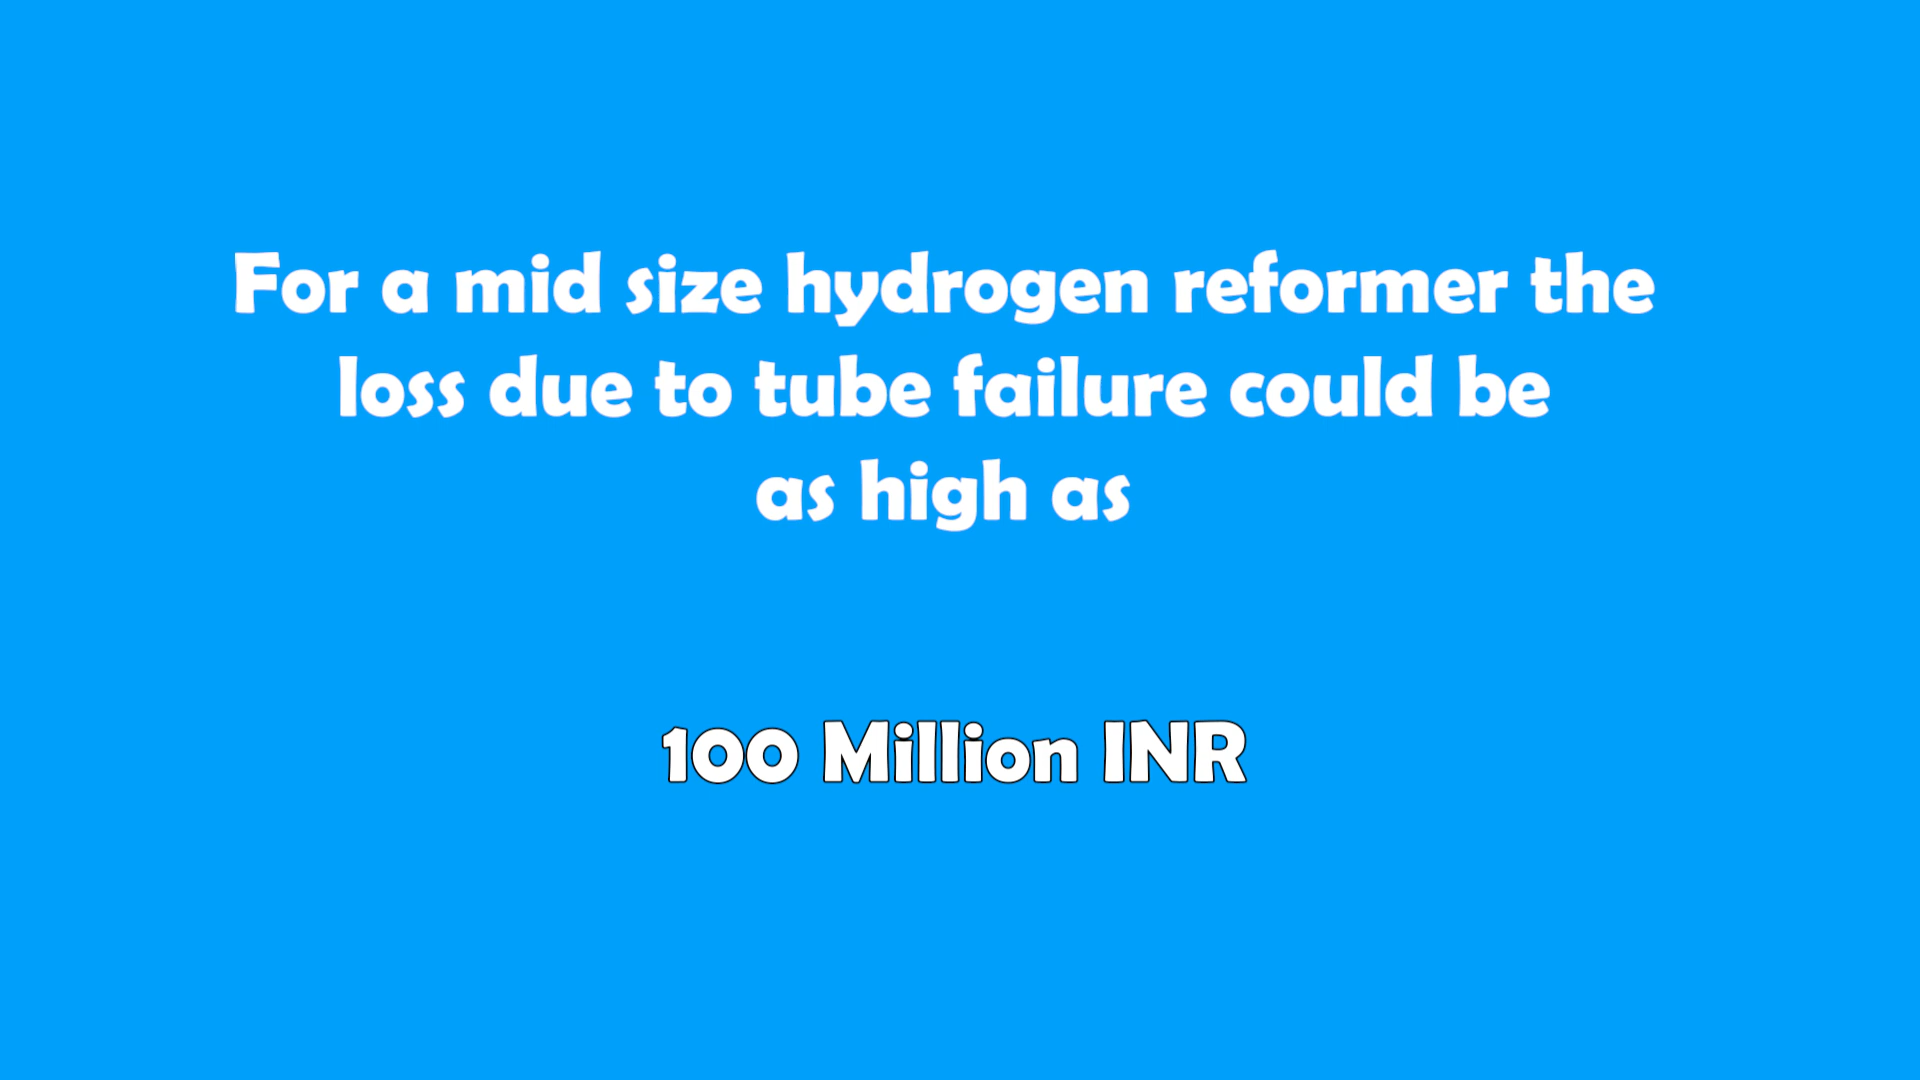 For a mid size hydrogen reformer the
loss due to tube failure could be
as high as
100 Million INR